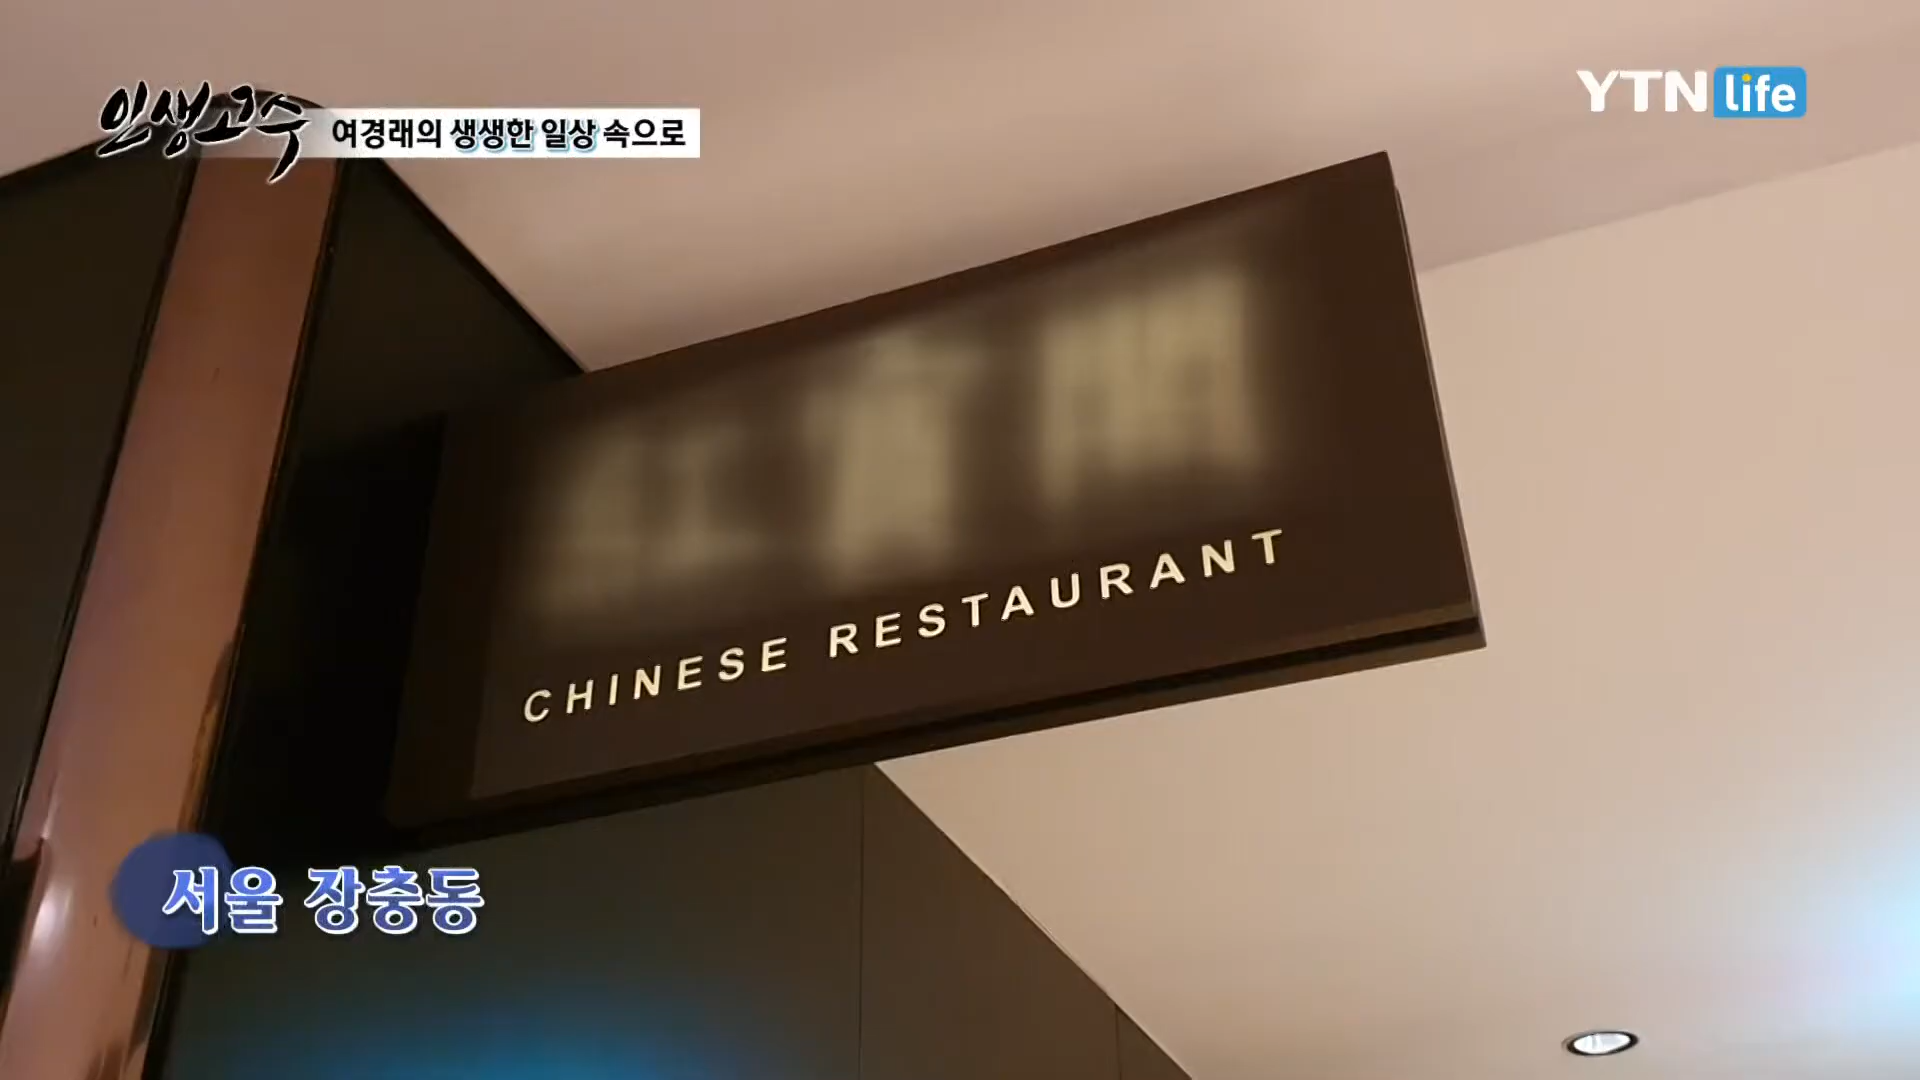 인생고수 여경래의 생생한 일상 속으로
YTN life
CHINESE RESTAURANT
서울 장충동